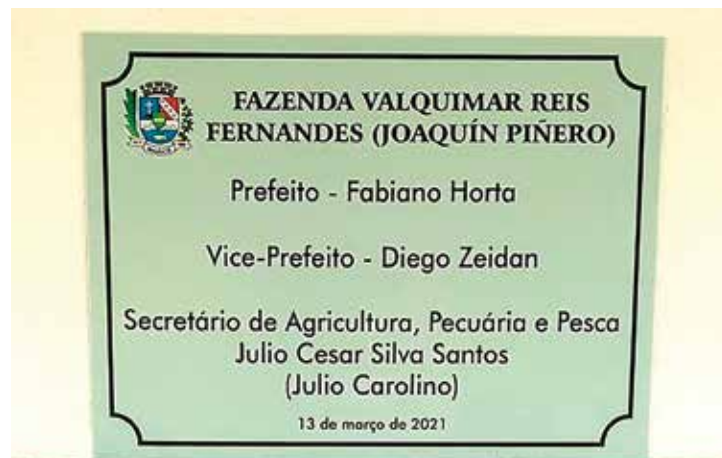 FAZENDA VALQUIMAR REIS
FERNANDES (JOAQUÍN PIÑERO)
Prefeito - Fabiano Horta
Vice-Prefeito - Diego Zeidan
Secretário de Agricultura, Pecuária e Pesca
Julio Cesar Silva Santos
(Julio Carolino)
13 de março de 2021